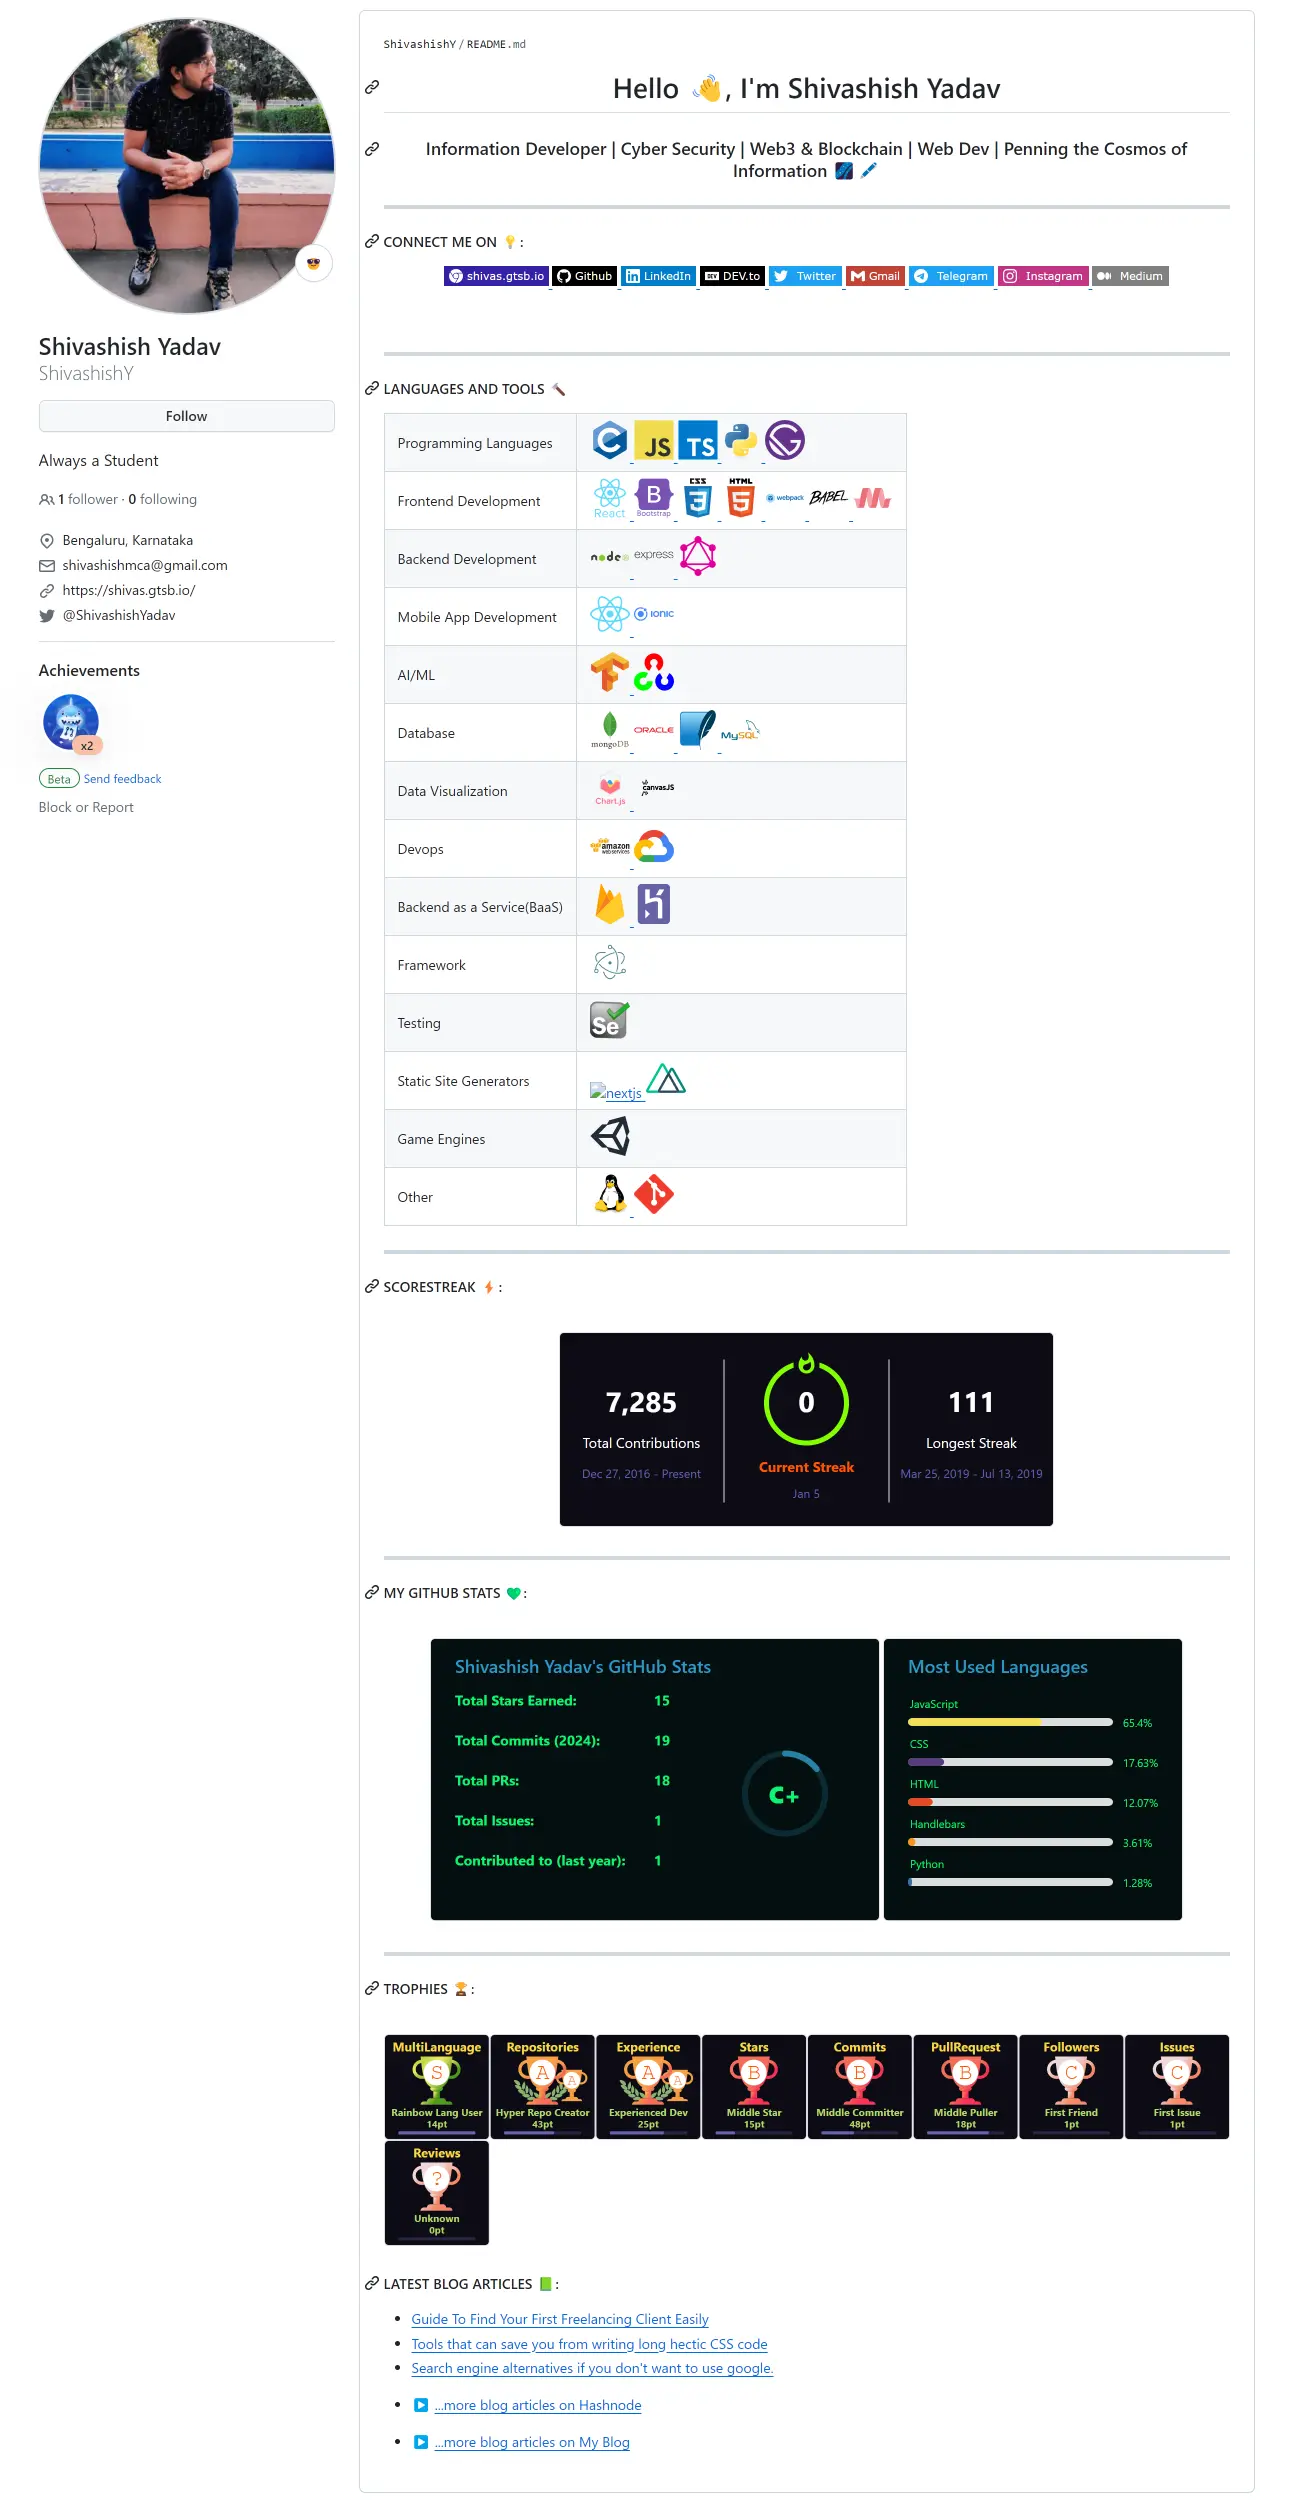 Shivashish Yadav
ShivashishY
Follow
Always a Student
1 follower · 0 following
Bengaluru, Karnataka
shivashishmca@gmail.com
https://shivas.gtsb.io/
@ShivashishYadav
Achievements
x2
Beta Send feedback
Block or Report
ShivashishY/README.md
Hello 👋, I'm Shivashish Yadav
Information Developer | Cyber Security | Web3 & Blockchain | Web Dev | Penning the Cosmos of
Information 🌌 🖊️
CONNECT ME ON 💡:
shivas.gtsb.io Github LinkedIn DEV DEV.to Twitter Gmail Telegram Instagram Medium
LANGUAGES AND TOOLS 🔨
Programming Languages C JS TS G
Frontend Development React B Bootstrap CSS 3 HTML 5 webpack BABEL
Backend Development node JS express
Mobile App Development IONIC
AI/ML
Database mongoDB ORACLE MySQL
Data Visualization Chart.js canvasJS
Devops amazon web services
Backend as a Service(BaaS)
Framework
Testing Se
Static Site Generators nextjs
Game Engines
Other
SCORESTREAK ⚡:
7,285
Total Contributions
Dec 27, 2016 - Present
0
Current Streak
Jan 5
111
Longest Streak
Mar 25, 2019 - Jul 13, 2019
MY GITHUB STATS 💚:
Shivashish Yadav's GitHub Stats
Total Stars Earned: 15
Total Commits (2024): 19
Total PRs: 18
Total Issues: 1
Contributed to (last year): 1
C+
Most Used Languages
JavaScript
65.4%
CSS
17.63%
HTML
12.07%
Handlebars
3.61%
Python
1.28%
TROPHIES 🏆:
MultiLanguage
S
Rainbow Lang User
14pt
Repositories
A A
Hyper Repo Creator
43pt
Experience
A A
Experienced Dev
25pt
Stars
B
Middle Star
15pt
Commits
B
Middle Committer
48pt
PullRequest
B
Middle Puller
18pt
Followers
C
First Friend
1pt
Issues
C
First Issue
1pt
Reviews
?
Unknown
0pt
LATEST BLOG ARTICLES 📗:
• Guide To Find Your First Freelancing Client Easily
• Tools that can save you from writing long hectic CSS code
• Search engine alternatives if you don't want to use google.
• ▶️ ...more blog articles on Hashnode
• ▶️ ...more blog articles on My Blog